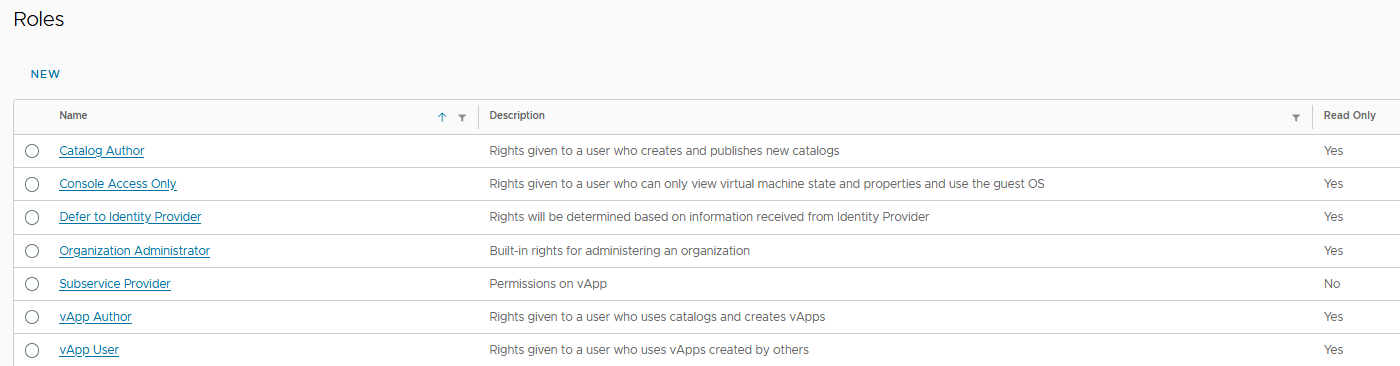 Roles
NEW
Name Description Read Only
Catalog Author Rights given to a user who creates and publishes new catalogs Yes
Console Access Only Rights given to a user who can only view virtual machine state and properties and use the guest OS Yes
Defer to Identity Provider Rights will be determined based on information received from Identity Provider Yes
Organization Administrator Built-in rights for administering an organization Yes
Subservice Provider Permissions on vApp No
vApp Author Rights given to a user who uses catalogs and creates vApps Yes
vApp User Rights given to a user who uses vApps created by others Yes